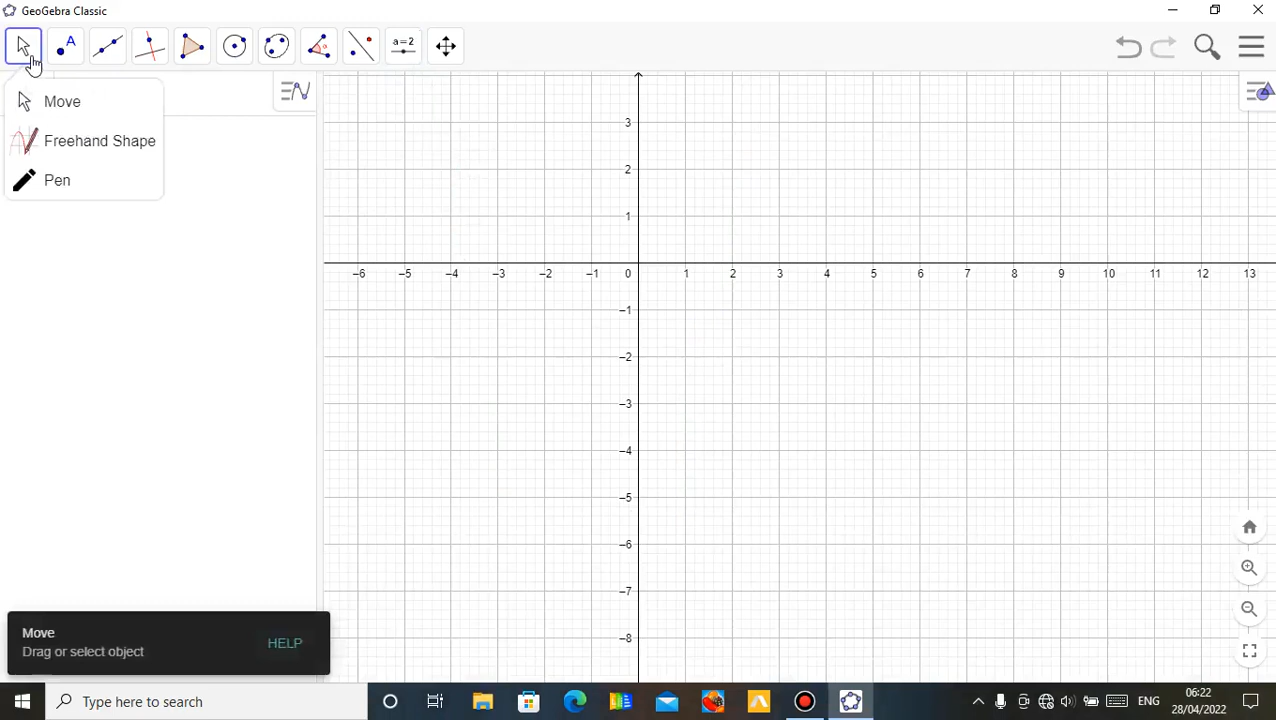 GeoGebra Classic
A
a=2
Move
Freehand Shape
Pen
3
2
1
–6 –5 –4 –3 –2 –1 0 1 2 3 4 5 6 7 8 9 10 11 12 13
–1
–2
–3
–4
–5
–6
–7
–8
Move
Drag or select object
HELP
Type here to search
ENG
06:22
28/04/2022